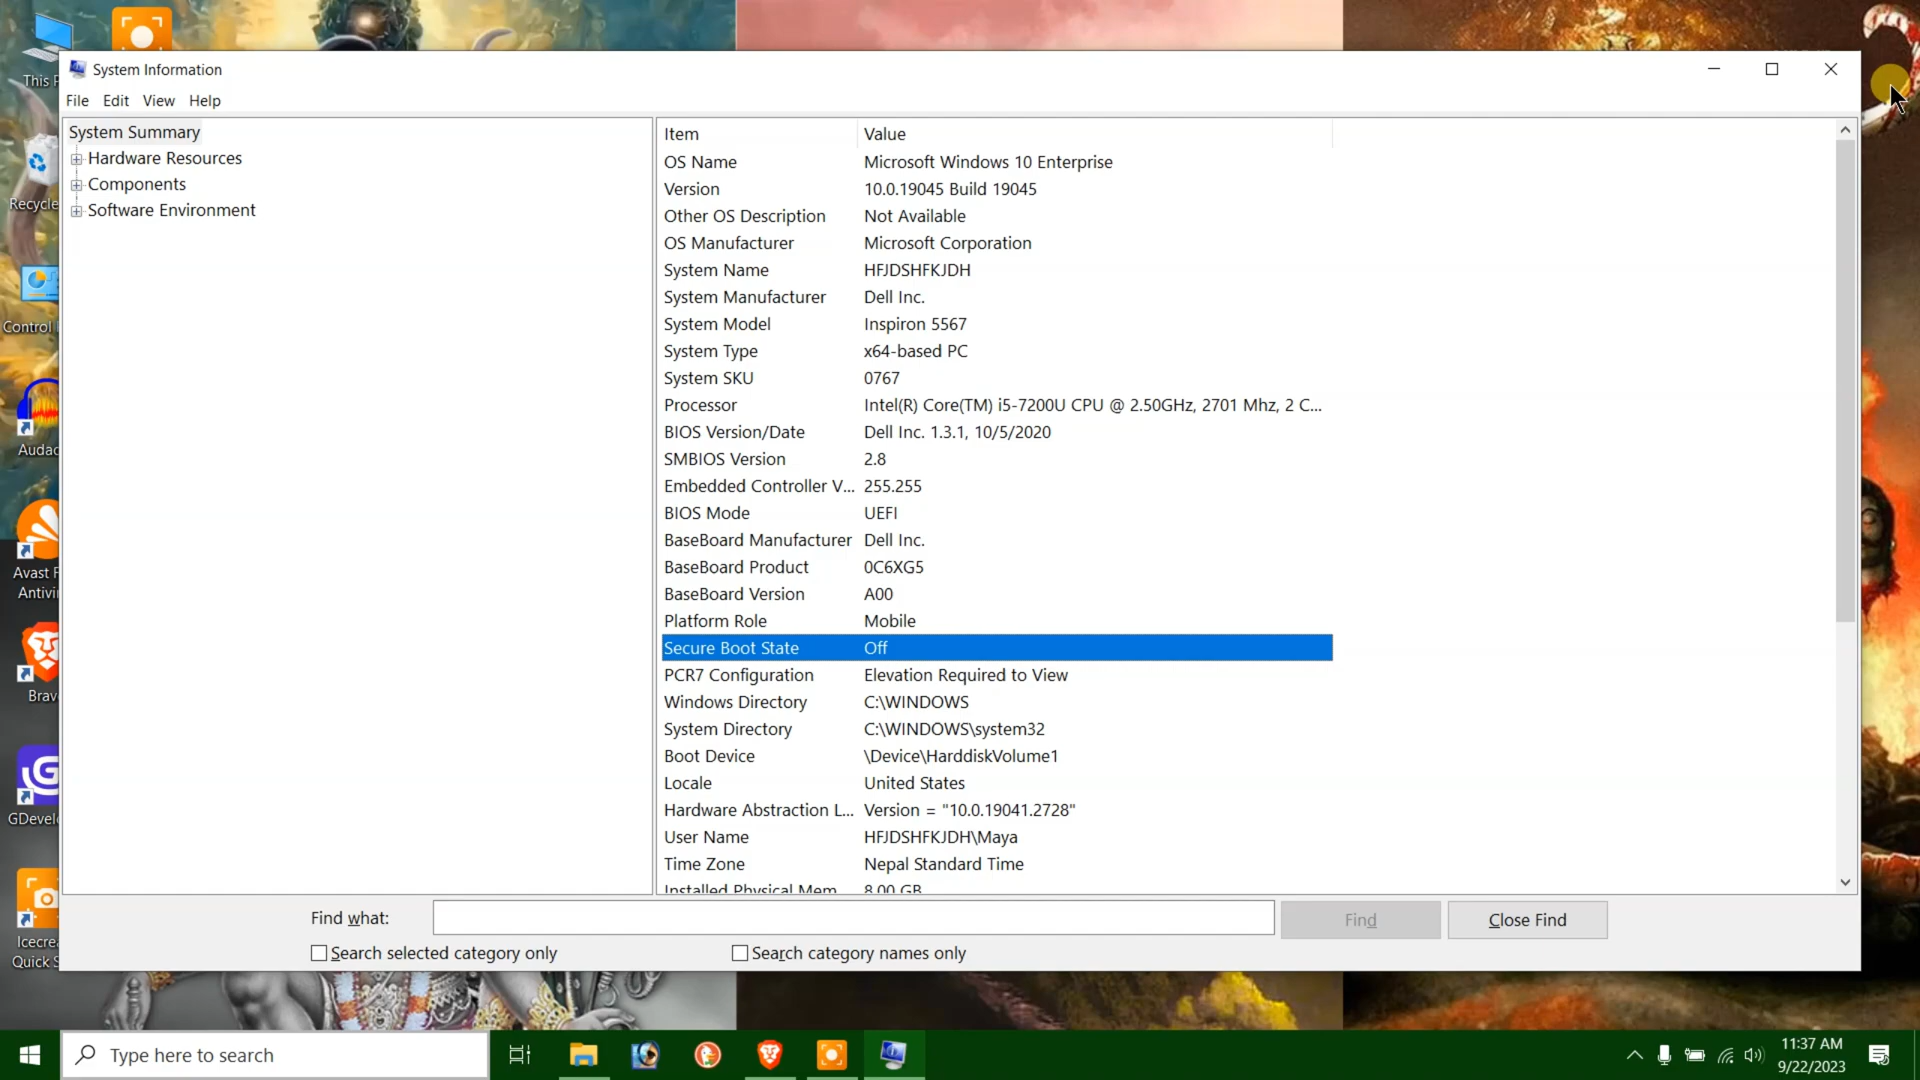 This P
System Information
File Edit View Help
System Summary
Hardware Resources
Components
Software Environment
Recycle
Control
Audac
Avast F
Antivi
Brav
GDevel
Icecre
Quick S
Item Value
OS Name Microsoft Windows 10 Enterprise
Version 10.0.19045 Build 19045
Other OS Description Not Available
OS Manufacturer Microsoft Corporation
System Name HFJDSHFKJDH
System Manufacturer Dell Inc.
System Model Inspiron 5567
System Type x64-based PC
System SKU 0767
Processor Intel(R) Core(TM) i5-7200U CPU @ 2.50GHz, 2701 Mhz, 2 C...
BIOS Version/Date Dell Inc. 1.3.1, 10/5/2020
SMBIOS Version 2.8
Embedded Controller V... 255.255
BIOS Mode UEFI
BaseBoard Manufacturer Dell Inc.
BaseBoard Product 0C6XG5
BaseBoard Version A00
Platform Role Mobile
Secure Boot State Off
PCR7 Configuration Elevation Required to View
Windows Directory C:\WINDOWS
System Directory C:\WINDOWS\system32
Boot Device \Device\HarddiskVolume1
Locale United States
Hardware Abstraction L... Version = "10.0.19041.2728"
User Name HFJDSHFKJDH\Maya
Time Zone Nepal Standard Time
Installed Physical Mem 8.00 GB
Find what: Find Close Find
Search selected category only Search category names only
Type here to search
11:37 AM
9/22/2023